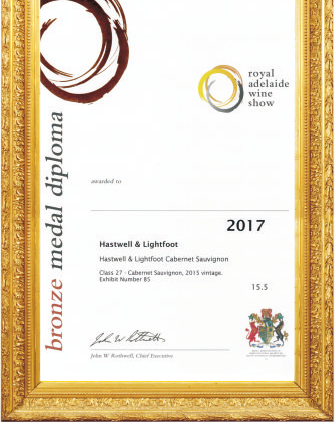 bronze medal diploma
royal
adelaide
wine
show
awarded to
2017
Hastwell & Lightfoot
Hastwell & Lightfoot Cabernet Sauvignon
Class 27 - Cabernet Sauvignon, 2015 vintage.
Exhibit Number 85
15.5
John W Rothwell, Chief Executive